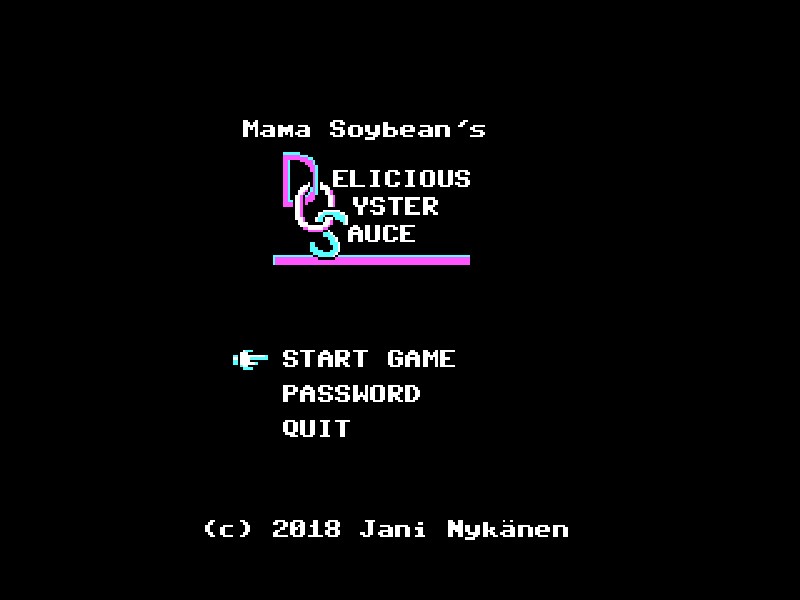 Mama Soybean's
DELICIOUS
OYSTER
SAUCE
START GAME
PASSWORD
QUIT
(c) 2018 Jani Nykänen